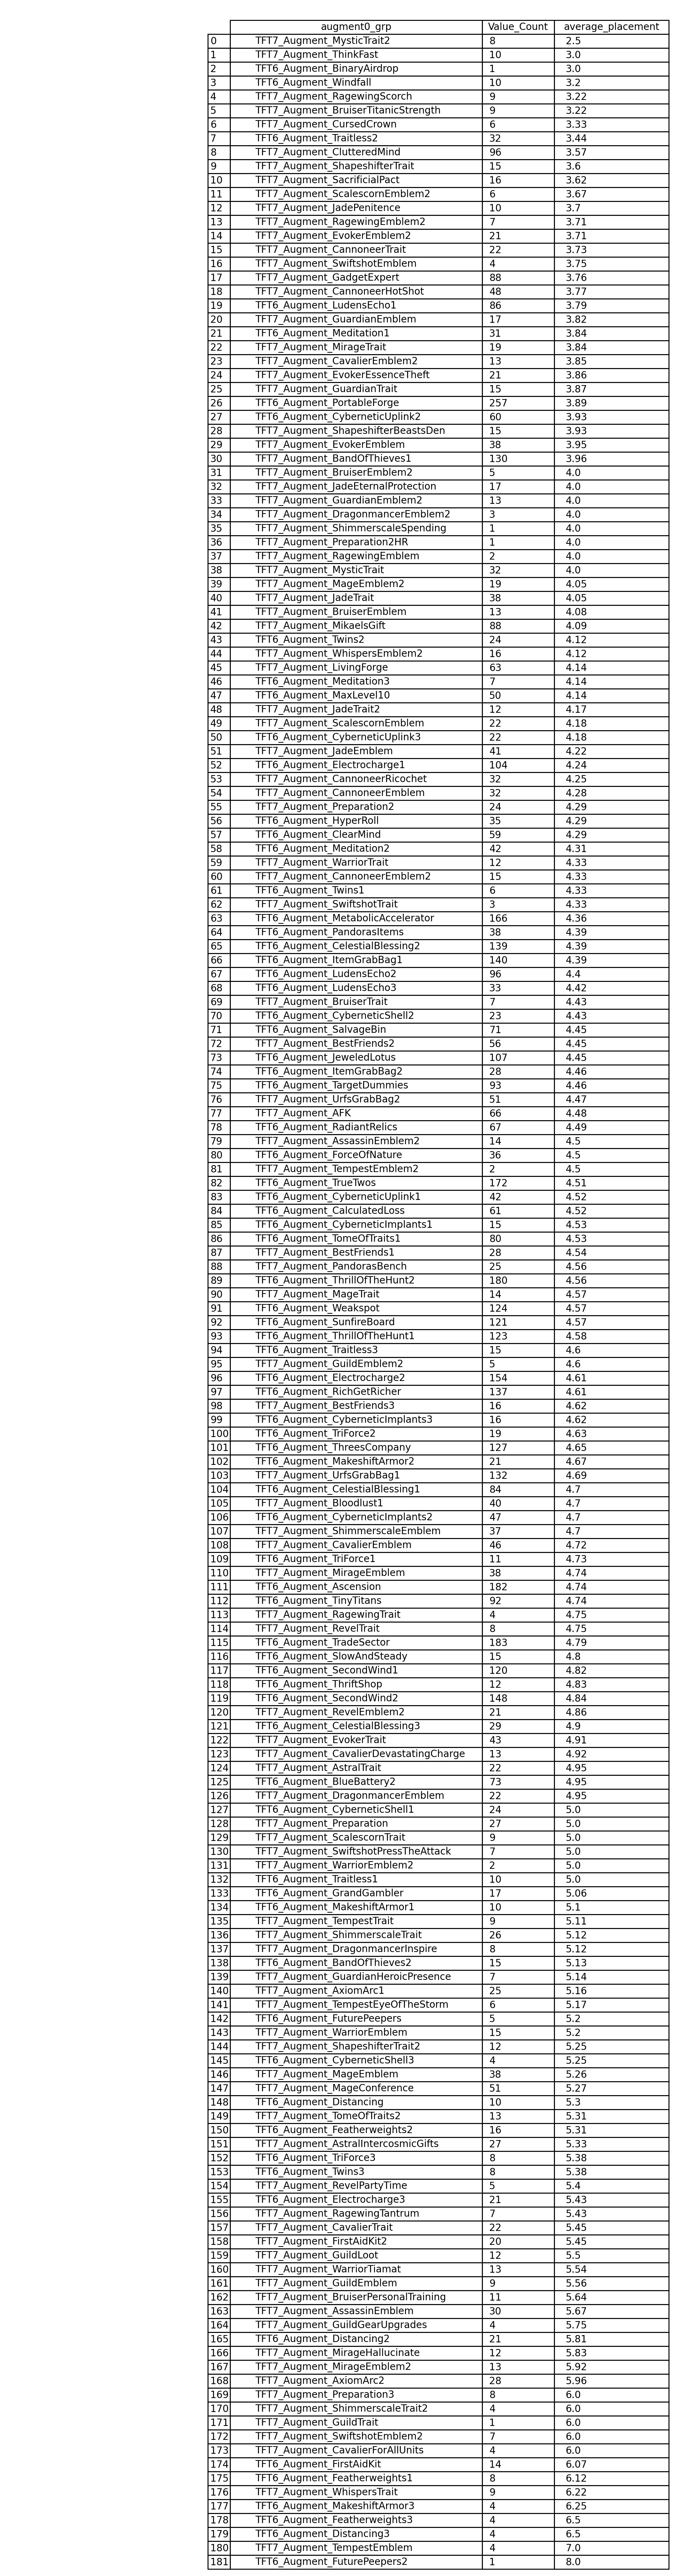 augment0_grp Value_Count average_placement
0 TFT7_Augment_MysticTrait2 8 2.5
1 TFT7_Augment_ThinkFast 10 3.0
2 TFT6_Augment_BinaryAirdrop 1 3.0
3 TFT6_Augment_Windfall 10 3.2
4 TFT7_Augment_RagewingScorch 9 3.22
5 TFT7_Augment_BruiserTitanicStrength 9 3.22
6 TFT7_Augment_CursedCrown 6 3.33
7 TFT6_Augment_Traitless2 32 3.44
8 TFT7_Augment_ClutteredMind 96 3.57
9 TFT7_Augment_ShapeshifterTrait 15 3.6
10 TFT7_Augment_SacrificialPact 16 3.62
11 TFT7_Augment_ScalescornEmblem2 6 3.67
12 TFT7_Augment_JadePenitence 10 3.7
13 TFT7_Augment_RagewingEmblem2 7 3.71
14 TFT7_Augment_EvokerEmblem2 21 3.71
15 TFT7_Augment_CannoneerTrait 22 3.73
16 TFT7_Augment_SwiftshotEmblem 4 3.75
17 TFT7_Augment_GadgetExpert 88 3.76
18 TFT7_Augment_CannoneerHotShot 48 3.77
19 TFT6_Augment_LudensEcho1 86 3.79
20 TFT7_Augment_GuardianEmblem 17 3.82
21 TFT6_Augment_Meditation1 31 3.84
22 TFT7_Augment_MirageTrait 19 3.84
23 TFT7_Augment_CavalierEmblem2 13 3.85
24 TFT7_Augment_EvokerEssenceTheft 21 3.86
25 TFT7_Augment_GuardianTrait 15 3.87
26 TFT6_Augment_PortableForge 257 3.89
27 TFT6_Augment_CyberneticUplink2 60 3.93
28 TFT7_Augment_ShapeshifterBeastsDen 15 3.93
29 TFT7_Augment_EvokerEmblem 38 3.95
30 TFT7_Augment_BandOfThieves1 130 3.96
31 TFT7_Augment_BruiserEmblem2 5 4.0
32 TFT7_Augment_JadeEternalProtection 17 4.0
33 TFT7_Augment_GuardianEmblem2 13 4.0
34 TFT7_Augment_DragonmancerEmblem2 3 4.0
35 TFT7_Augment_ShimmerscaleSpending 1 4.0
36 TFT7_Augment_Preparation2HR 1 4.0
37 TFT7_Augment_RagewingEmblem 2 4.0
38 TFT7_Augment_MysticTrait 32 4.0
39 TFT7_Augment_MageEmblem2 19 4.05
40 TFT7_Augment_JadeTrait 38 4.05
41 TFT7_Augment_BruiserEmblem 13 4.08
42 TFT7_Augment_MikaelsGift 88 4.09
43 TFT6_Augment_Twins2 24 4.12
44 TFT7_Augment_WhispersEmblem2 16 4.12
45 TFT7_Augment_LivingForge 63 4.14
46 TFT6_Augment_Meditation3 7 4.14
47 TFT6_Augment_MaxLevel10 50 4.14
48 TFT7_Augment_JadeTrait2 12 4.17
49 TFT7_Augment_ScalescornEmblem 22 4.18
50 TFT6_Augment_CyberneticUplink3 22 4.18
51 TFT7_Augment_JadeEmblem 41 4.22
52 TFT6_Augment_Electrocharge1 104 4.24
53 TFT7_Augment_CannoneerRicochet 32 4.25
54 TFT7_Augment_CannoneerEmblem 32 4.28
55 TFT7_Augment_Preparation2 24 4.29
56 TFT6_Augment_HyperRoll 35 4.29
57 TFT6_Augment_ClearMind 59 4.29
58 TFT6_Augment_Meditation2 42 4.31
59 TFT7_Augment_WarriorTrait 12 4.33
60 TFT7_Augment_CannoneerEmblem2 15 4.33
61 TFT6_Augment_Twins1 6 4.33
62 TFT7_Augment_SwiftshotTrait 3 4.33
63 TFT6_Augment_MetabolicAccelerator 166 4.36
64 TFT6_Augment_PandorasItems 38 4.39
65 TFT6_Augment_CelestialBlessing2 139 4.39
66 TFT6_Augment_ItemGrabBag1 140 4.39
67 TFT6_Augment_LudensEcho2 96 4.4
68 TFT6_Augment_LudensEcho3 33 4.42
69 TFT7_Augment_BruiserTrait 7 4.43
70 TFT6_Augment_CyberneticShell2 23 4.43
71 TFT6_Augment_SalvageBin 71 4.45
72 TFT7_Augment_BestFriends2 56 4.45
73 TFT6_Augment_JeweledLotus 107 4.45
74 TFT6_Augment_ItemGrabBag2 28 4.46
75 TFT6_Augment_TargetDummies 93 4.46
76 TFT7_Augment_UrfsGrabBag2 51 4.47
77 TFT7_Augment_AFK 66 4.48
78 TFT6_Augment_RadiantRelics 67 4.49
79 TFT7_Augment_AssassinEmblem2 14 4.5
80 TFT6_Augment_ForceOfNature 36 4.5
81 TFT7_Augment_TempestEmblem2 2 4.5
82 TFT6_Augment_TrueTwos 172 4.51
83 TFT6_Augment_CyberneticUplink1 42 4.52
84 TFT6_Augment_CalculatedLoss 61 4.52
85 TFT6_Augment_CyberneticImplants1 15 4.53
86 TFT6_Augment_TomeOfTraits1 80 4.53
87 TFT7_Augment_BestFriends1 28 4.54
88 TFT7_Augment_PandorasBench 25 4.56
89 TFT6_Augment_ThrillOfTheHunt2 180 4.56
90 TFT7_Augment_MageTrait 14 4.57
91 TFT6_Augment_Weakspot 124 4.57
92 TFT6_Augment_SunfireBoard 121 4.57
93 TFT6_Augment_ThrillOfTheHunt1 123 4.58
94 TFT6_Augment_Traitless3 15 4.6
95 TFT7_Augment_GuildEmblem2 5 4.6
96 TFT6_Augment_Electrocharge2 154 4.61
97 TFT6_Augment_RichGetRicher 137 4.61
98 TFT7_Augment_BestFriends3 16 4.62
99 TFT6_Augment_CyberneticImplants3 16 4.62
100 TFT6_Augment_TriForce2 19 4.63
101 TFT6_Augment_ThreesCompany 127 4.65
102 TFT6_Augment_MakeshiftArmor2 21 4.67
103 TFT7_Augment_UrfsGrabBag1 132 4.69
104 TFT6_Augment_CelestialBlessing1 84 4.7
105 TFT7_Augment_Bloodlust1 40 4.7
106 TFT6_Augment_CyberneticImplants2 47 4.7
107 TFT7_Augment_ShimmerscaleEmblem 37 4.7
108 TFT7_Augment_CavalierEmblem 46 4.72
109 TFT6_Augment_TriForce1 11 4.73
110 TFT7_Augment_MirageEmblem 38 4.74
111 TFT6_Augment_Ascension 182 4.74
112 TFT6_Augment_TinyTitans 92 4.74
113 TFT7_Augment_RagewingTrait 4 4.75
114 TFT7_Augment_RevelTrait 8 4.75
115 TFT6_Augment_TradeSector 183 4.79
116 TFT6_Augment_SlowAndSteady 15 4.8
117 TFT6_Augment_SecondWind1 120 4.82
118 TFT6_Augment_ThriftShop 12 4.83
119 TFT6_Augment_SecondWind2 148 4.84
120 TFT7_Augment_RevelEmblem2 21 4.86
121 TFT6_Augment_CelestialBlessing3 29 4.9
122 TFT7_Augment_EvokerTrait 43 4.91
123 TFT7_Augment_CavalierDevastatingCharge 13 4.92
124 TFT7_Augment_AstralTrait 22 4.95
125 TFT6_Augment_BlueBattery2 73 4.95
126 TFT7_Augment_DragonmancerEmblem 22 4.95
127 TFT6_Augment_CyberneticShell1 24 5.0
128 TFT7_Augment_Preparation 27 5.0
129 TFT7_Augment_ScalescornTrait 9 5.0
130 TFT7_Augment_SwiftshotPressTheAttack 7 5.0
131 TFT7_Augment_WarriorEmblem2 2 5.0
132 TFT6_Augment_Traitless1 10 5.0
133 TFT6_Augment_GrandGambler 17 5.06
134 TFT6_Augment_MakeshiftArmor1 10 5.1
135 TFT7_Augment_TempestTrait 9 5.11
136 TFT7_Augment_ShimmerscaleTrait 26 5.12
137 TFT7_Augment_DragonmancerInspire 8 5.12
138 TFT6_Augment_BandOfThieves2 15 5.13
139 TFT7_Augment_GuardianHeroicPresence 7 5.14
140 TFT7_Augment_AxiomArc1 25 5.16
141 TFT7_Augment_TempestEyeOfTheStorm 6 5.17
142 TFT6_Augment_FuturePeepers 5 5.2
143 TFT7_Augment_WarriorEmblem 15 5.2
144 TFT7_Augment_ShapeshifterTrait2 12 5.25
145 TFT6_Augment_CyberneticShell3 4 5.25
146 TFT7_Augment_MageEmblem 38 5.26
147 TFT7_Augment_MageConference 51 5.27
148 TFT6_Augment_Distancing 10 5.3
149 TFT7_Augment_TomeOfTraits2 13 5.31
150 TFT6_Augment_Featherweights2 16 5.31
151 TFT7_Augment_AstralIntercosmicGifts 27 5.33
152 TFT6_Augment_TriForce3 8 5.38
153 TFT6_Augment_Twins3 8 5.38
154 TFT7_Augment_RevelPartyTime 5 5.4
155 TFT6_Augment_Electrocharge3 21 5.43
156 TFT7_Augment_RagewingTantrum 7 5.43
157 TFT7_Augment_CavalierTrait 22 5.45
158 TFT7_Augment_FirstAidKit2 20 5.45
159 TFT7_Augment_GuildLoot 12 5.5
160 TFT7_Augment_WarriorTiamat 13 5.54
161 TFT7_Augment_GuildEmblem 9 5.56
162 TFT7_Augment_BruiserPersonalTraining 11 5.64
163 TFT7_Augment_AssassinEmblem 30 5.67
164 TFT7_Augment_GuildGearUpgrades 4 5.75
165 TFT6_Augment_Distancing2 21 5.81
166 TFT7_Augment_MirageHallucinate 12 5.83
167 TFT7_Augment_MirageEmblem2 13 5.92
168 TFT7_Augment_AxiomArc2 28 5.96
169 TFT7_Augment_Preparation3 8 6.0
170 TFT7_Augment_ShimmerscaleTrait2 4 6.0
171 TFT7_Augment_GuildTrait 1 6.0
172 TFT7_Augment_SwiftshotEmblem2 7 6.0
173 TFT7_Augment_CavalierForAllUnits 4 6.0
174 TFT6_Augment_FirstAidKit 14 6.07
175 TFT6_Augment_Featherweights1 8 6.12
176 TFT7_Augment_WhispersTrait 9 6.22
177 TFT6_Augment_MakeshiftArmor3 4 6.25
178 TFT6_Augment_Featherweights3 4 6.5
179 TFT6_Augment_Distancing3 4 6.5
180 TFT7_Augment_TempestEmblem 4 7.0
181 TFT6_Augment_FuturePeepers2 1 8.0